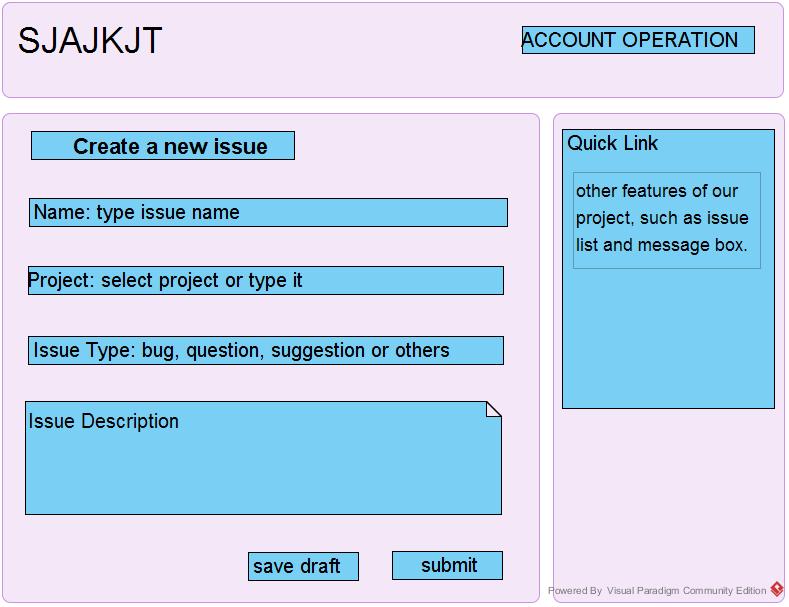 SJAJKJT
ACCOUNT OPERATION
Create a new issue
Name: type issue name
Project: select project or type it
Issue Type: bug, question, suggestion or others
Issue Description
save draft
submit
Quick Link
other features of our
project, such as issue
list and message box.
Powered By Visual Paradigm Community Edition